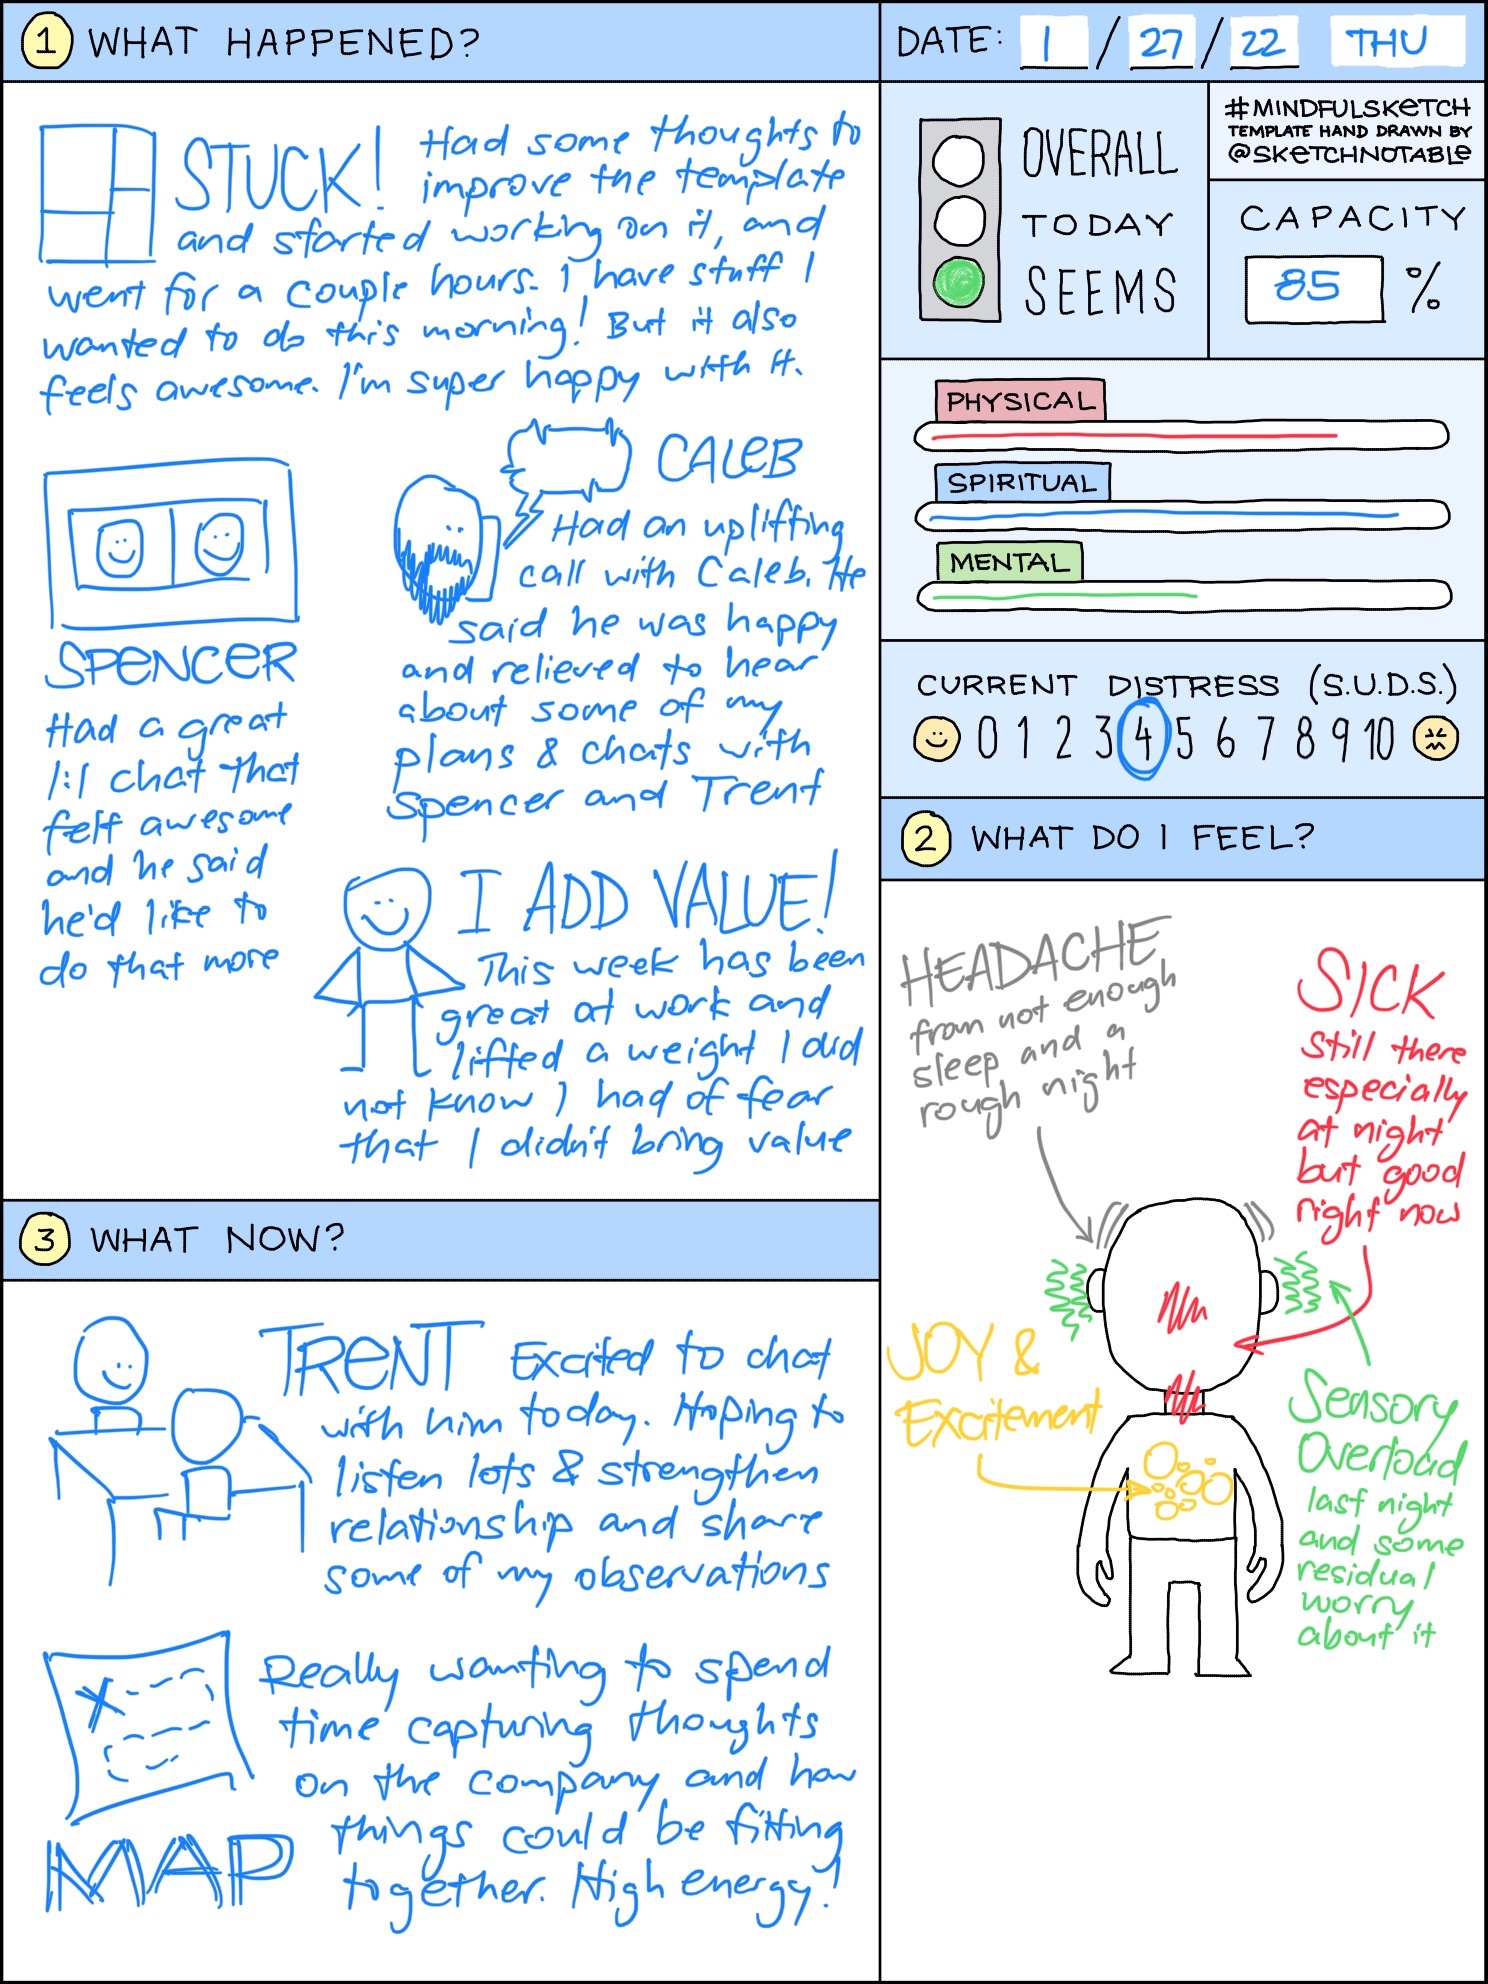 1 WHAT HAPPENED?
STUCK! Had some thoughts to
improve the template
and started working on it, and
went for a couple hours. I have stuff I
wanted to do this morning! But it also
feels awesome. I'm super happy with it.
SPENCER
Had a great
1:1 chat that
felt awesome
and he said
he'd like to
do that more
CALEB
Had an uplifting
call with Caleb. He
said he was happy
and relieved to hear
about some of my
plans & chats with
Spencer and Trent
I ADD VALUE!
This week has been
great at work and
lifted a weight I did
not know I had of fear
that I didn't bring value
DATE: 1 / 27 / 22 THU
OVERALL
TODAY
SEEMS
#MINDFULSKETCH
TEMPLATE HAND DRAWN BY
@SKETCHNOTABLE
CAPACITY
85 %
PHYSICAL
SPIRITUAL
MENTAL
CURRENT DISTRESS (S.U.D.S.)
0 1 2 3 4 5 6 7 8 9 10
2 WHAT DO I FEEL?
HEADACHE
from not enough
sleep and a
rough night
SICK
Still there
especially
at night
but good
right now
JOY &
Excitement
Sensory
Overload
last night
and some
residual
worry
about it
3 WHAT NOW?
TRENT Excited to chat
with him today. Hoping to
listen lots & strengthen
relationship and share
some of my observations
MAP
Really wanting to spend
time capturing thoughts
on the company and how
things could be fitting
together. High energy!